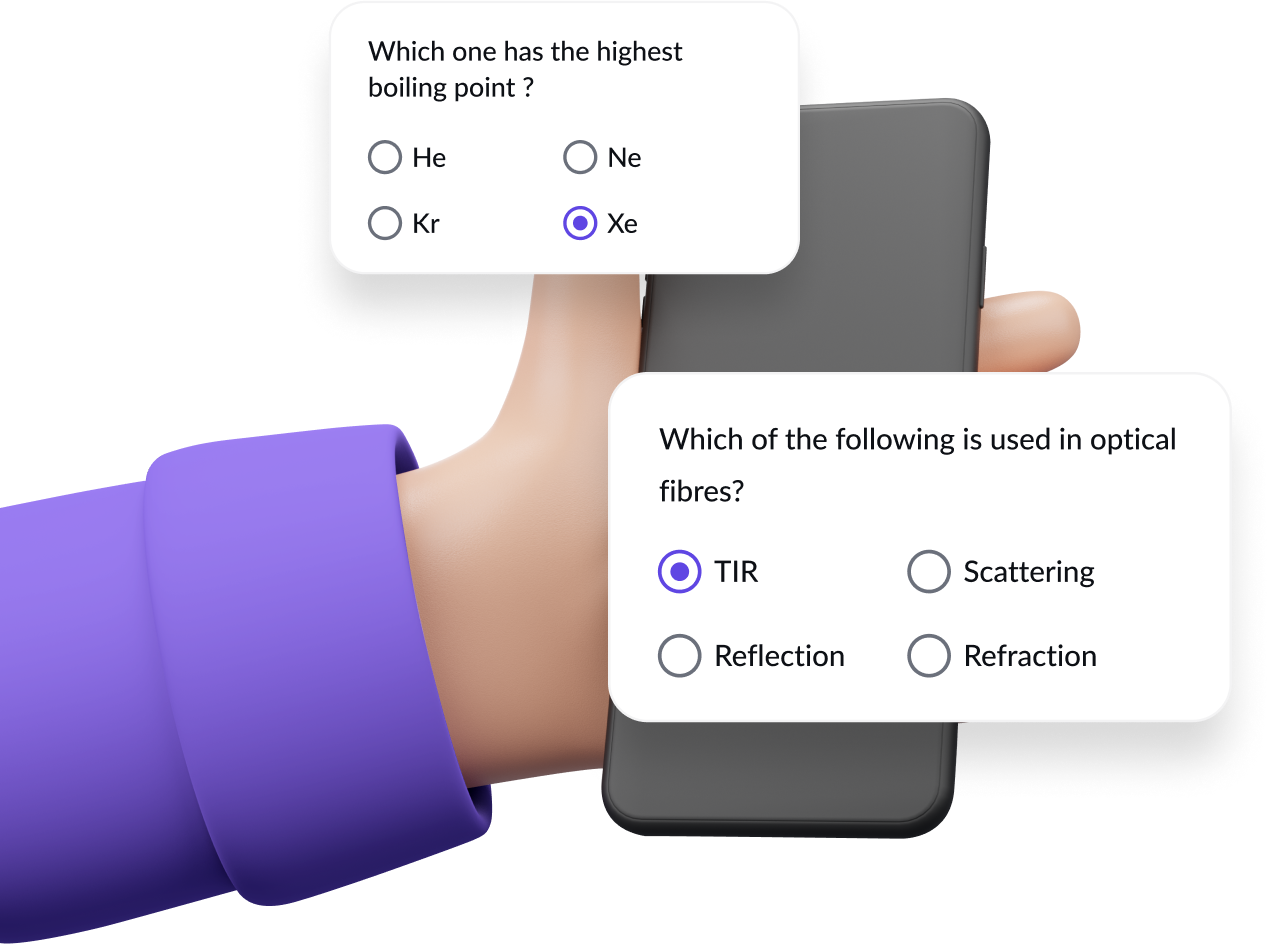 Which one has the highest
boiling point ?
He Ne
Kr Xe
Which of the following is used in optical
fibres?
TIR Scattering
Reflection Refraction